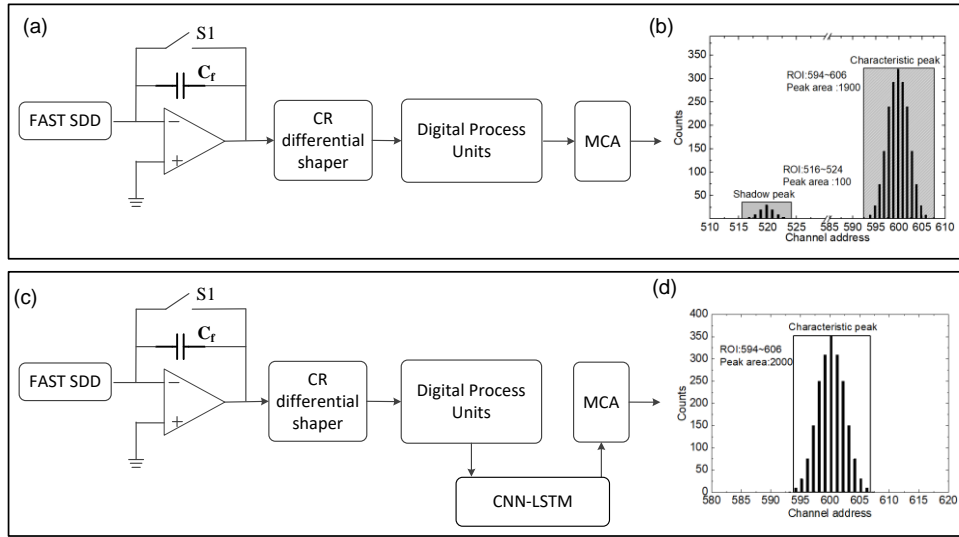 (a)
S1
Cf
FAST SDD
−
+
CR
differential
shaper
Digital Process
Units
MCA
(b)
Characteristic peak
ROI:594~606
Peak area :1900
ROI:516~524
Peak area :100
Shadow peak
Counts
350
300
250
200
150
100
50
510 515 520 525 585 590 595 600 605 610
Channel address
(c)
S1
Cf
FAST SDD
−
+
CR
differential
shaper
Digital Process
Units
MCA
CNN-LSTM
(d)
Characteristic peak
ROI:594~606
Peak area:2000
Counts
400
350
300
250
200
150
100
50
0
580 585 590 595 600 605 610 615 620
Channel address